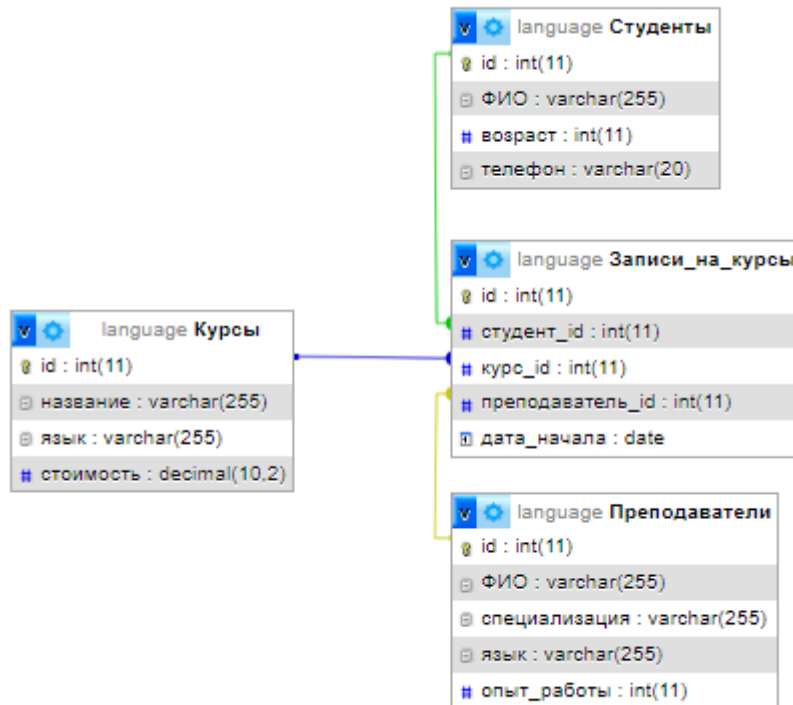 language Студенты
id : int(11)
ФИО : varchar(255)
возраст : int(11)
телефон : varchar(20)
language Записи_на_курсы
id : int(11)
студент_id : int(11)
курс_id : int(11)
преподаватель_id : int(11)
дата_начала : date
language Курсы
id : int(11)
название : varchar(255)
язык : varchar(255)
стоимость : decimal(10,2)
language Преподаватели
id : int(11)
ФИО : varchar(255)
специализация : varchar(255)
язык : varchar(255)
опыт_работы : int(11)